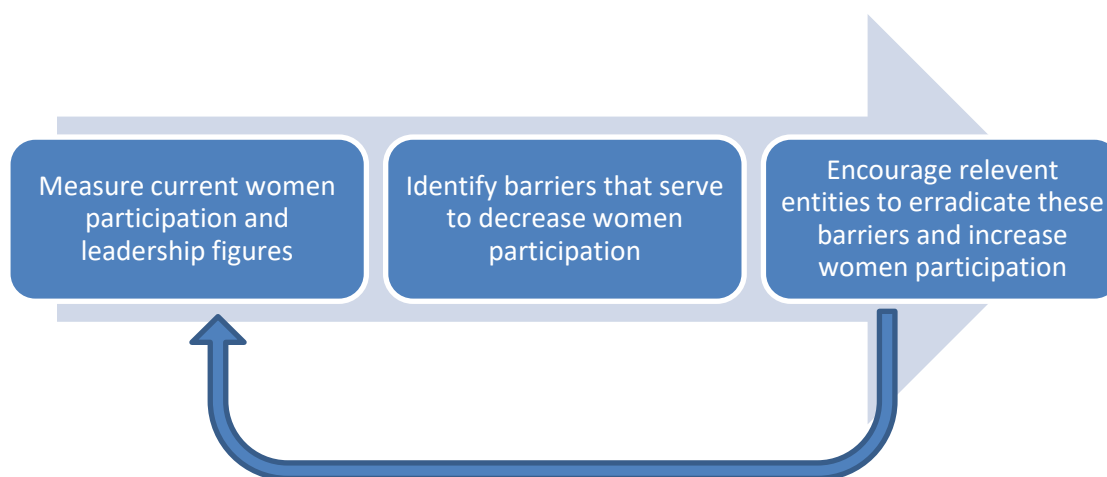 Measure current women
participation and
leadership figures
Identify barriers that serve
to decrease women
participation
Encourage relevent
entities to erradicate these
barriers and increase
women participation